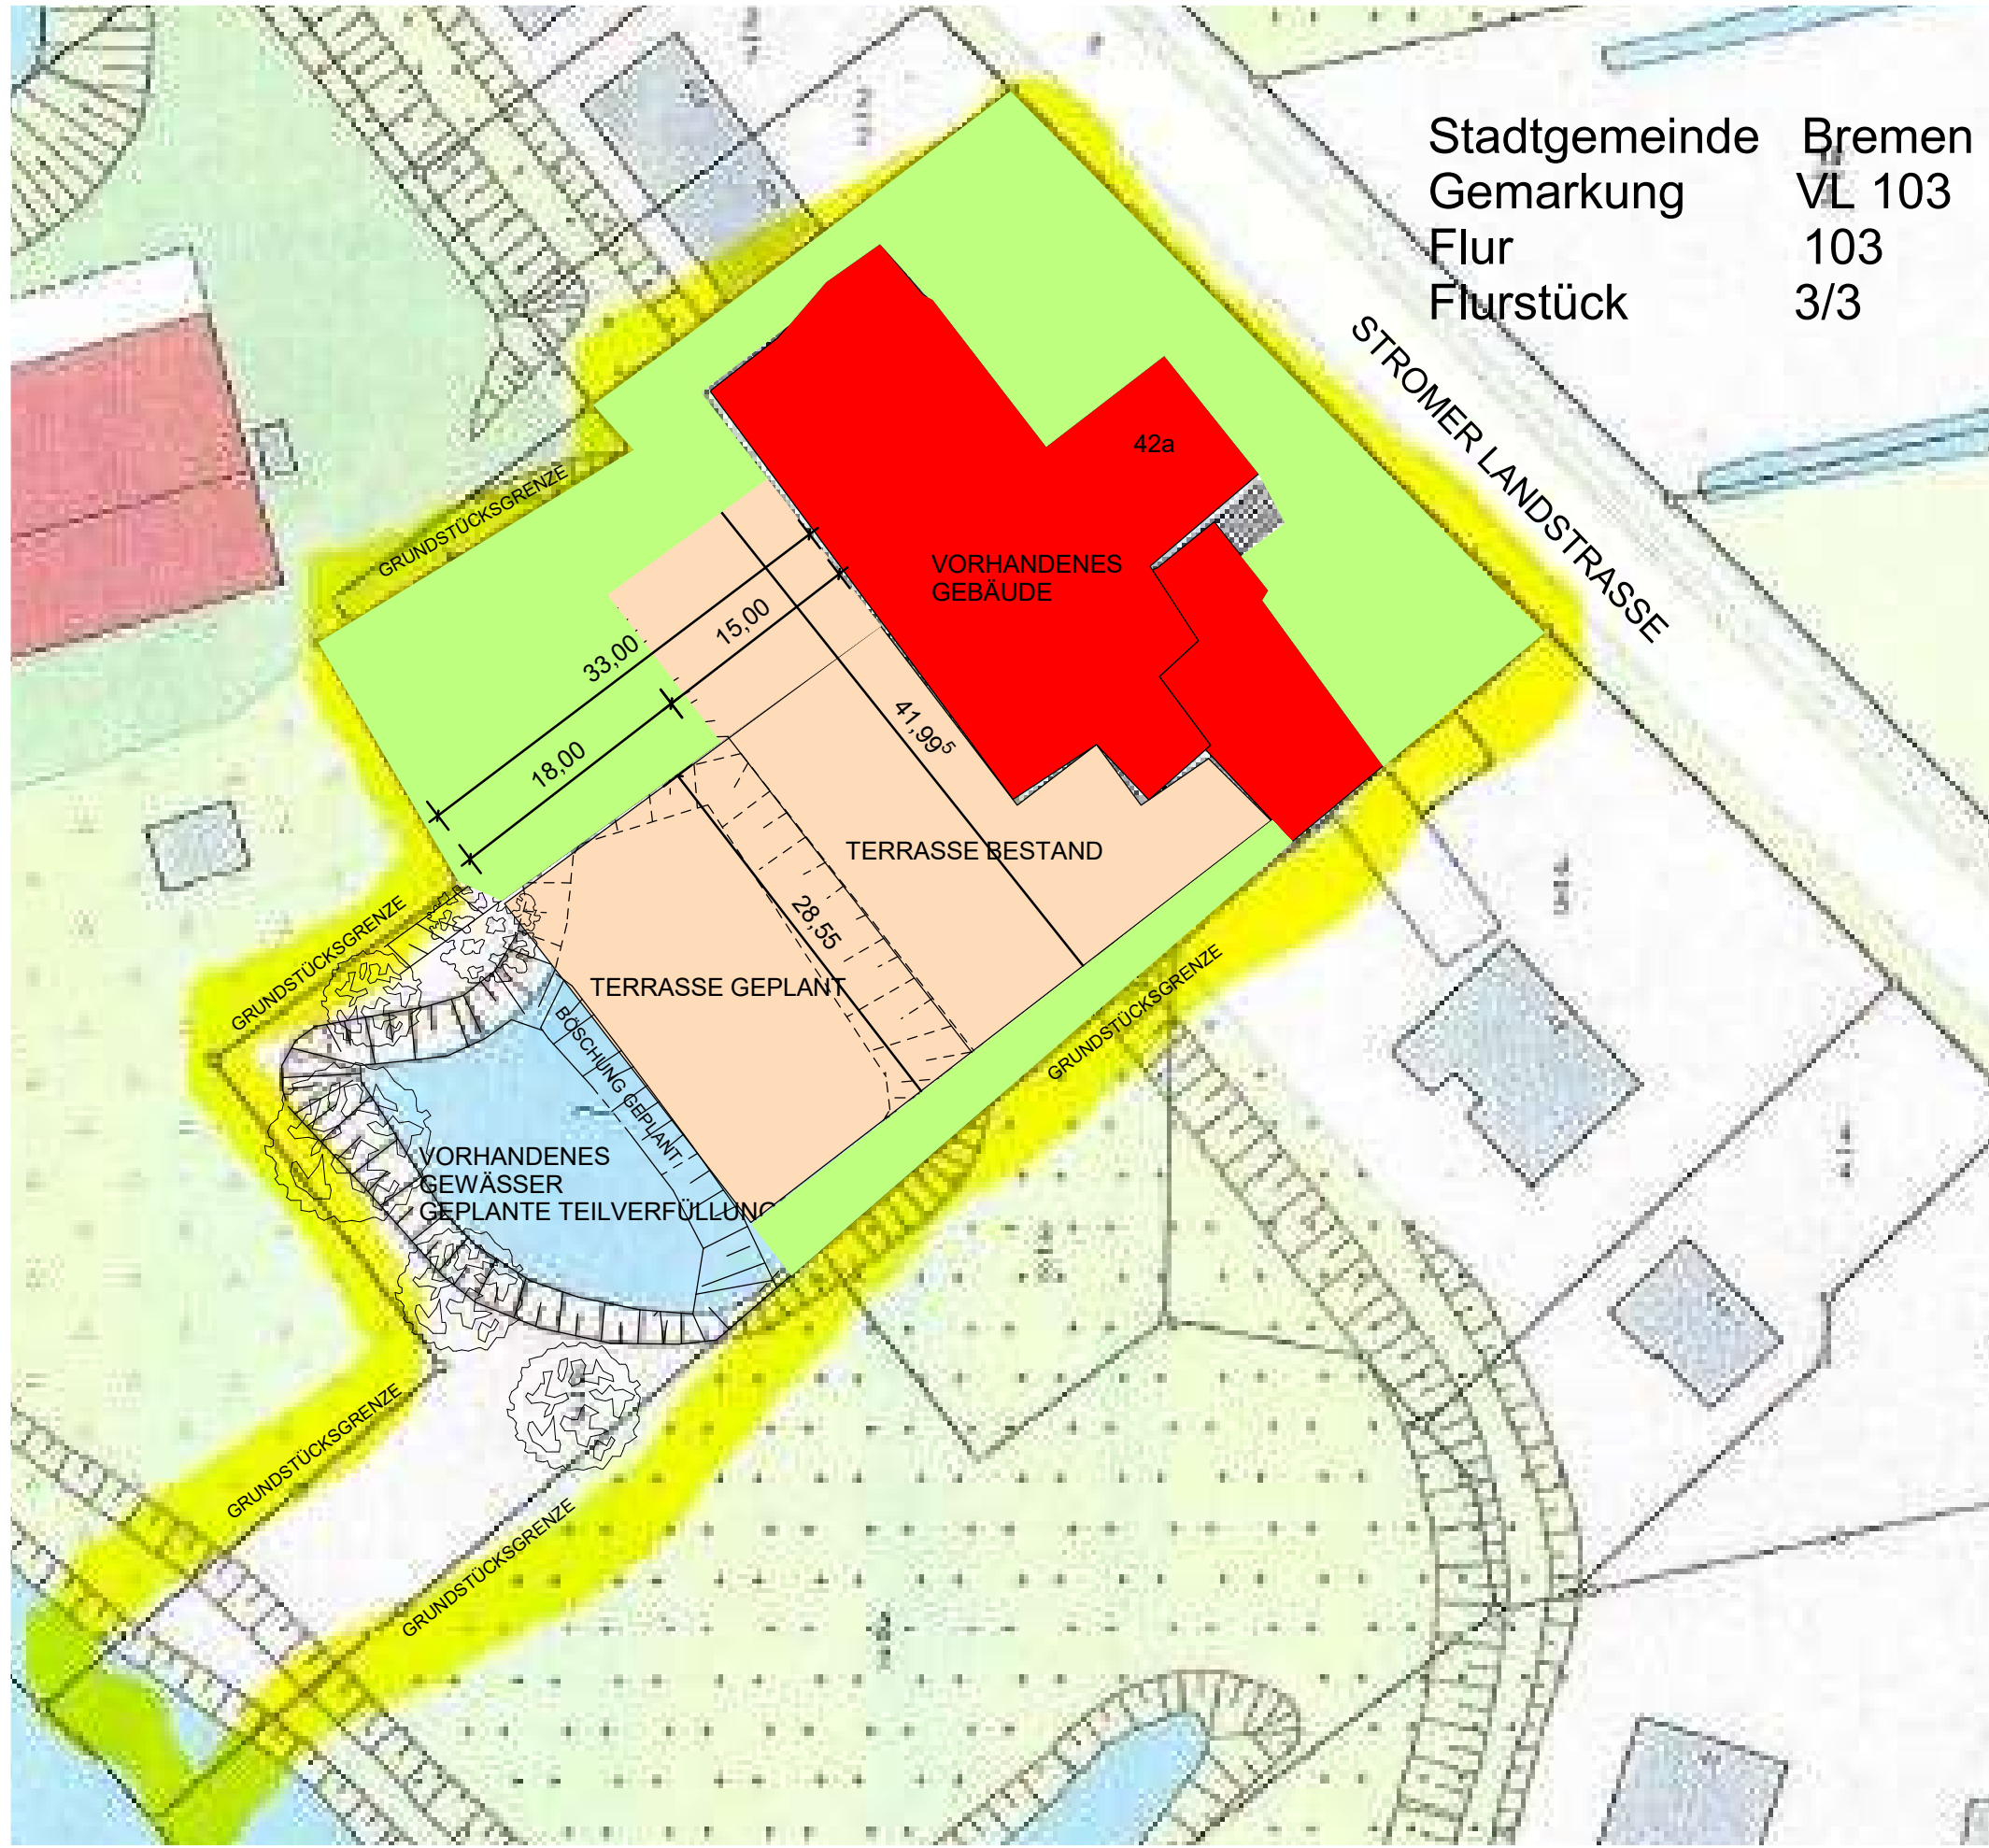 Stadtgemeinde Bremen
Gemarkung VL 103
Flur 103
Flurstück 3/3
STROMER LANDSTRASSE
42a
GRUNDSTÜCKSGRENZE
VORHANDENES
GEBÄUDE
33,00
15,00
18,00
41,99⁵
TERRASSE BESTAND
28,55
TERRASSE GEPLANT
GRUNDSTÜCKSGRENZE
GRUNDSTÜCKSGRENZE
BÖSCHUNG GEPLANT
VORHANDENES
GEWÄSSER
GEPLANTE TEILVERFÜLLUNG
GRUNDSTÜCKSGRENZE
GRUNDSTÜCKSGRENZE